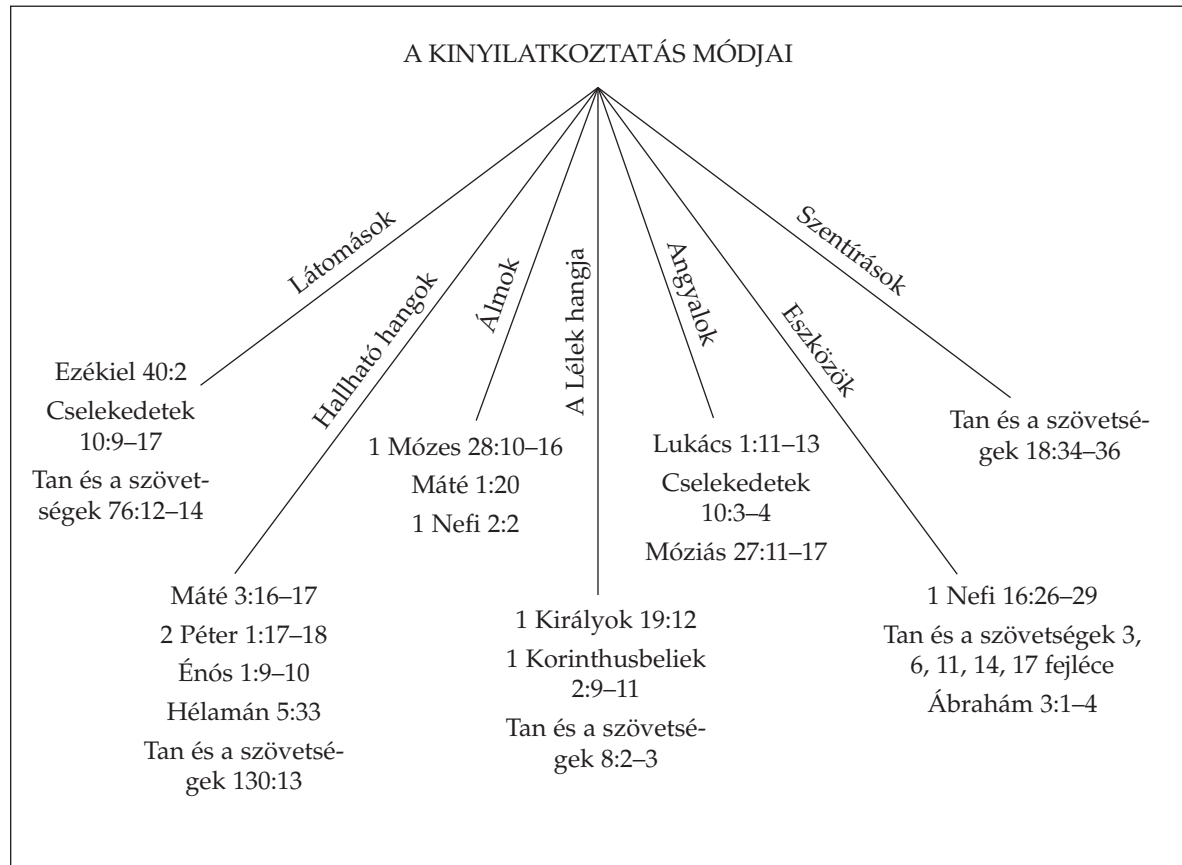 A KINYILATKOZTATÁS MÓDJAI
Látomások
Ezékiel 40:2
Cselekedetek
10:9–17
Tan és a szövet-
ségek 76:12–14
Hallható hangok
Máté 3:16–17
2 Péter 1:17–18
Énós 1:9–10
Hélamán 5:33
Tan és a szövetsé-
gek 130:13
Álmok
1 Mózes 28:10–16
Máté 1:20
1 Nefi 2:2
A Lélek hangja
1 Királyok 19:12
1 Korinthusbeliek
2:9–11
Tan és a szövetsé-
gek 8:2–3
Angyalok
Lukács 1:11–13
Cselekedetek
10:3–4
Móziás 27:11–17
Eszközök
1 Nefi 16:26–29
Tan és a szövetségek 3,
6, 11, 14, 17 fejléce
Ábrahám 3:1–4
Szentírások
Tan és a szövetsé-
gek 18:34–36